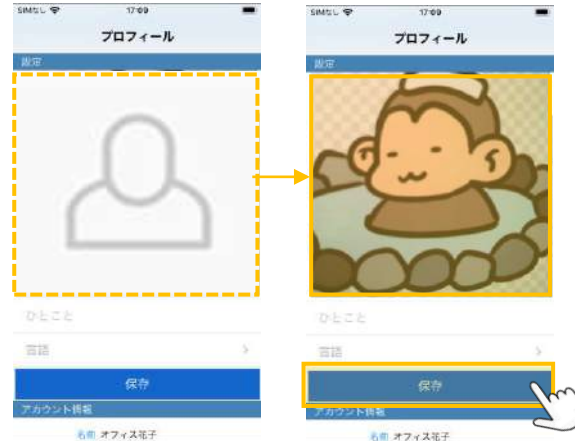 SIMなし 17:09
プロフィール
設定
ひとこと
言語
保存
アカウント情報
名前 オフィス花子
SIMなし 17:09
プロフィール
設定
ひとこと
言語
保存
アカウント情報
名前 オフィス花子